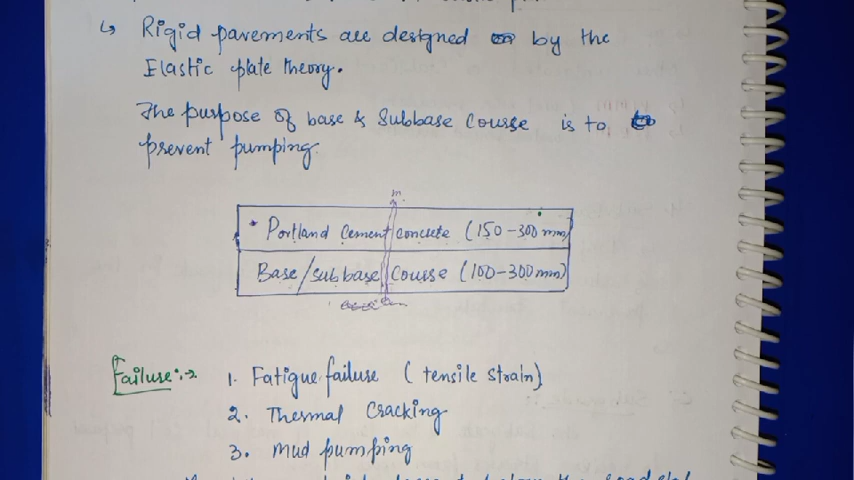 ↳ Rigid pavements are designed by the
Elastic plate theory.
The purpose of base & Subbase Course is to
prevent pumping.
m
* Portland Cement concrete (150-300 mm)
Base/subbase Course (100-300mm)
Failure:→ 1. Fatigue failure ( tensile strain)
2. Thermal Cracking
3. Mud pumping